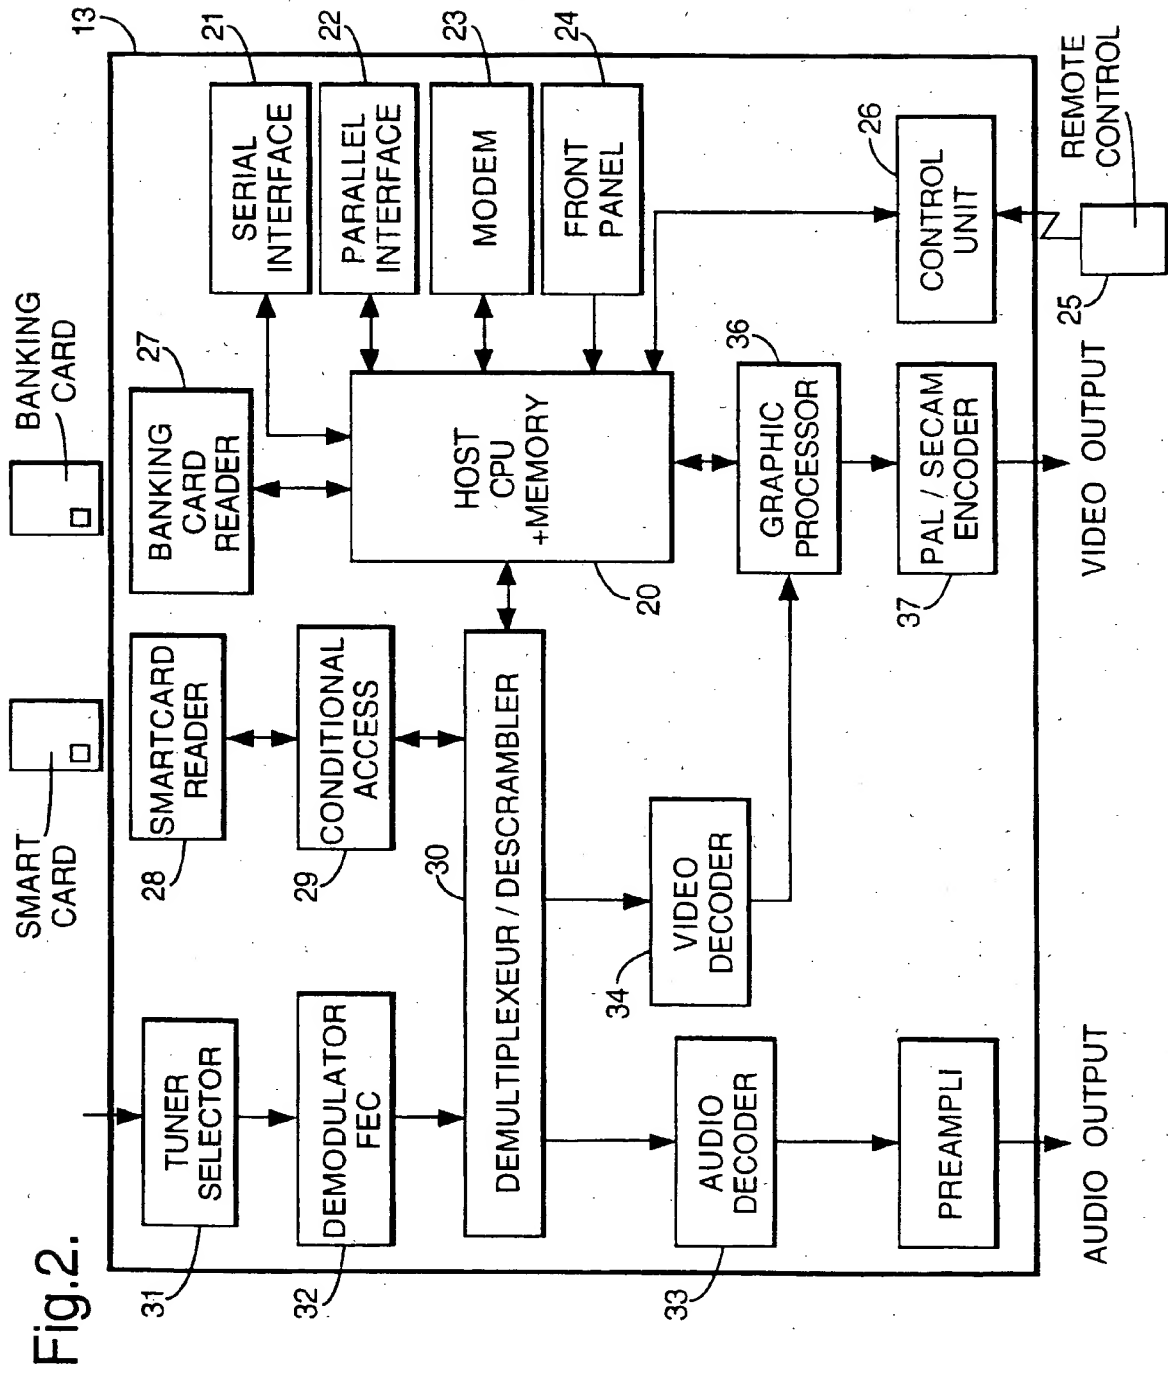 Fig.2.
SMART
CARD
BANKING
CARD
13
TUNER
SELECTOR
31
SMARTCARD
READER
28
BANKING
CARD
READER
27
SERIAL
INTERFACE
21
DEMODULATOR
FEC
32
CONDITIONAL
ACCESS
29
PARALLEL
INTERFACE
22
DEMULTIPLEXEUR / DESCRAMBLER
30
HOST
CPU
+MEMORY
20
MODEM
23
FRONT
PANEL
24
AUDIO
DECODER
33
VIDEO
DECODER
34
GRAPHIC
PROCESSOR
36
PREAMPLI
PAL / SECAM
ENCODER
37
CONTROL
UNIT
26
AUDIO OUTPUT
VIDEO OUTPUT
25
REMOTE
CONTROL